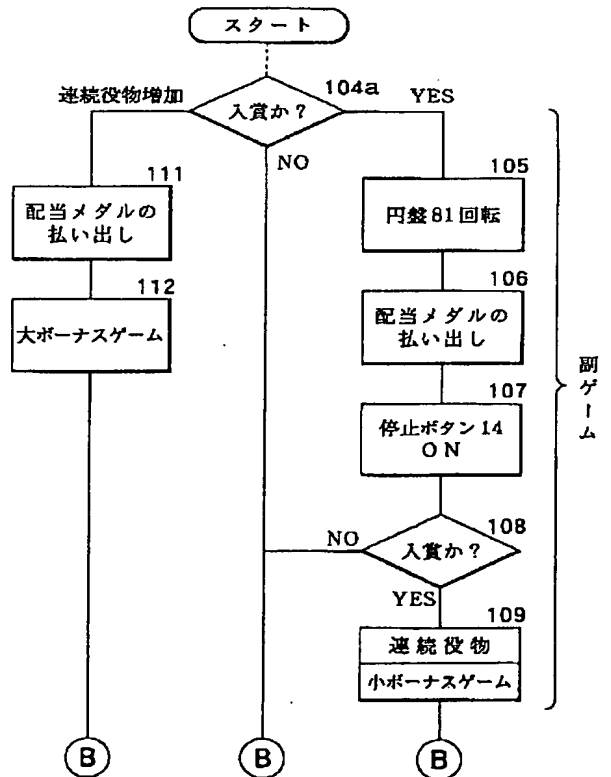 スタート
104a
入賞か?
連続役物増加
YES
NO
111
配当メダルの
払い出し
112
大ボーナスゲーム
105
円盤81回転
106
配当メダルの
払い出し
107
停止ボタン14
ON
108
入賞か?
NO
YES
109
連続役物
小ボーナスゲーム
副ゲーム
B
B
B